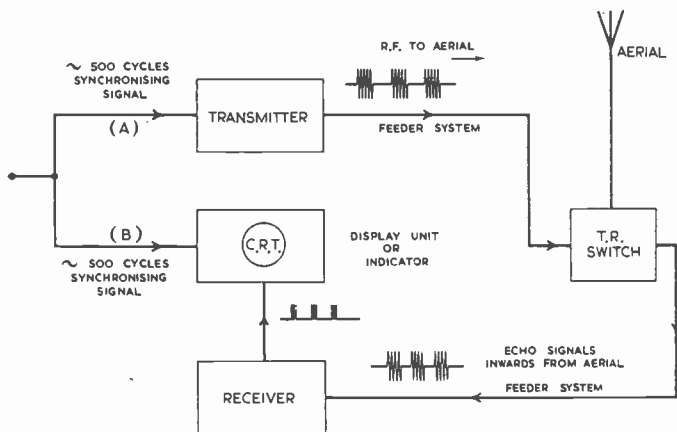 R.F. TO AERIAL
AERIAL
~ 500 CYCLES
SYNCHRONISING
SIGNAL
(A)
TRANSMITTER
FEEDER SYSTEM
(B)
~ 500 CYCLES
SYNCHRONISING
SIGNAL
C.R.T.
DISPLAY UNIT
OR
INDICATOR
T.R.
SWITCH
ECHO SIGNALS
INWARDS FROM AERIAL
FEEDER SYSTEM
RECEIVER